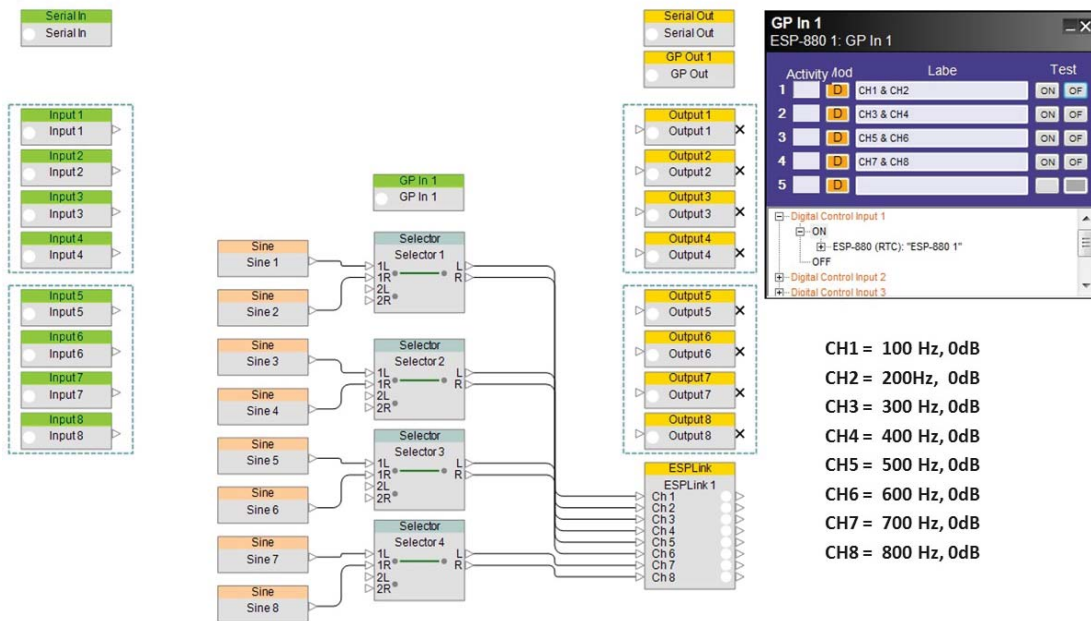 Serial In
Serial In
Input 1
Input 1
Input 2
Input 2
Input 3
Input 3
Input 4
Input 4
Input 5
Input 5
Input 6
Input 6
Input 7
Input 7
Input 8
Input 8
GP In 1
GP In 1
Sine
Sine 1
Sine
Sine 2
Sine
Sine 3
Sine
Sine 4
Sine
Sine 5
Sine
Sine 6
Sine
Sine 7
Sine
Sine 8
Selector
Selector 1
1L L
1R R
2L
2R
Selector
Selector 2
1L L
1R R
2L
2R
Selector
Selector 3
1L L
1R R
2L
2R
Selector
Selector 4
1L L
1R R
2L
2R
Serial Out
Serial Out
GP Out 1
GP Out
Output 1
Output 1
Output 2
Output 2
Output 3
Output 3
Output 4
Output 4
Output 5
Output 5
Output 6
Output 6
Output 7
Output 7
Output 8
Output 8
ESPLink
ESPLink 1
Ch 1
Ch 2
Ch 3
Ch 4
Ch 5
Ch 6
Ch 7
Ch 8
GP In 1
ESP-880 1: GP In 1
Activity Mod Labe Test
1 D CH1 & CH2 ON OF
2 D CH3 & CH4 ON OF
3 D CH5 & CH6 ON OF
4 D CH7 & CH8 ON OF
5 D
Digital Control Input 1
ON
ESP-880 (RTC): "ESP-880 1"
OFF
Digital Control Input 2
Digital Control Input 3
CH1 = 100 Hz, 0dB
CH2 = 200Hz, 0dB
CH3 = 300 Hz, 0dB
CH4 = 400 Hz, 0dB
CH5 = 500 Hz, 0dB
CH6 = 600 Hz, 0dB
CH7 = 700 Hz, 0dB
CH8 = 800 Hz, 0dB